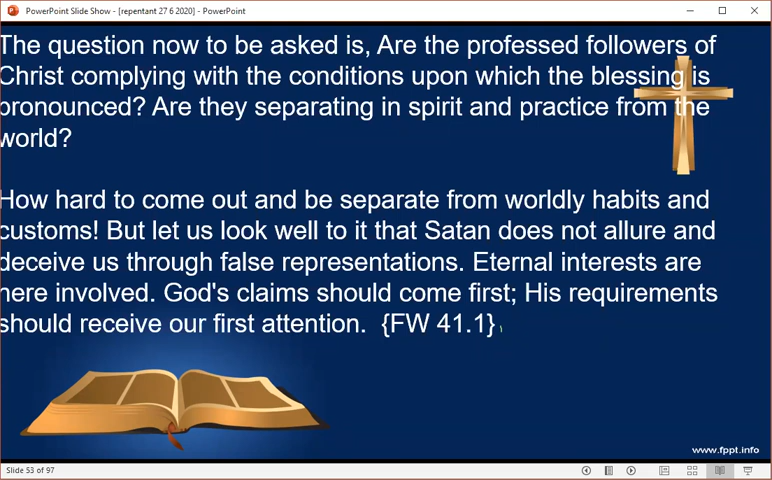 PowerPoint Slide Show - [repentant 27 6 2020] - PowerPoint
The question now to be asked is, Are the professed followers of
Christ complying with the conditions upon which the blessing is
pronounced? Are they separating in spirit and practice from the
world?
How hard to come out and be separate from worldly habits and
customs! But let us look well to it that Satan does not allure and
deceive us through false representations. Eternal interests are
here involved. God's claims should come first; His requirements
should receive our first attention. {FW 41.1}
www.fppt.info
Slide 53 of 97